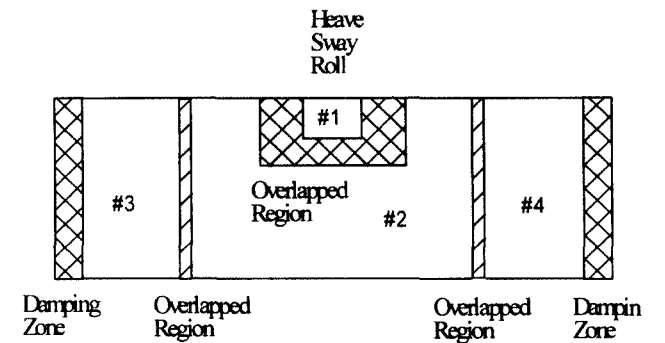 Heave
Sway
Roll
#1
Overlapped
Region
#3
#2
#4
Damping
Zone
Overlapped
Region
Overlapped
Region
Dampin
Zone